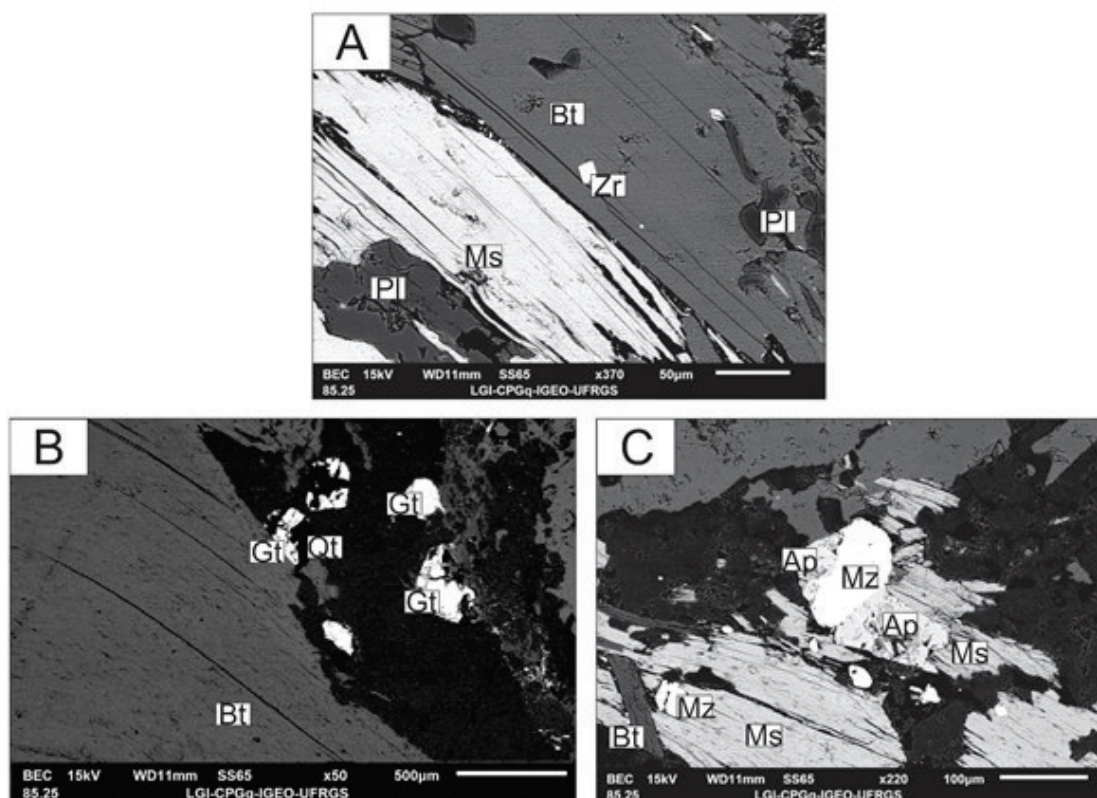 A
Bt
Zr
Pl
Ms
Pl
BEC 15kV WD11mm SS65 x370 50µm
85.25 LGI-CPGq-IGEO-UFRGS
B
Gt
Gt
Qt
Gt
Bt
BEC 15kV WD11mm SS65 x50 500µm
85.25 LGI-CPGq-IGEO-UFRGS
C
Ap
Mz
Ap
Ms
Mz
Bt
Ms
BEC 15kV WD11mm SS65 x220 100µm
85.25 LGI-CPGq-IGEO-UFRGS